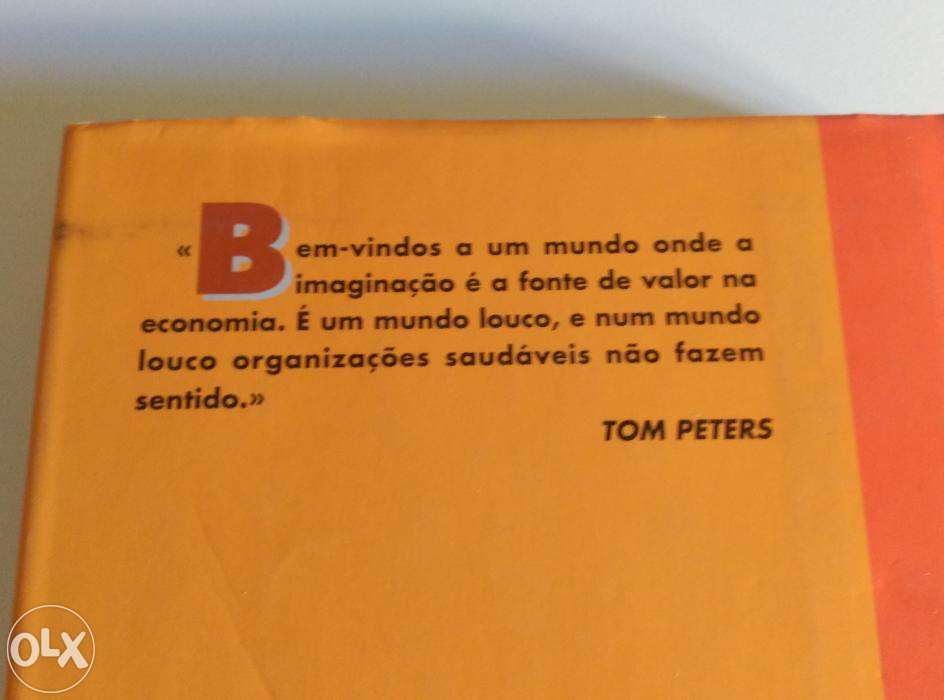 «Bem-vindos a um mundo onde a
imaginação é a fonte de valor na
economia. É um mundo louco, e num mundo
louco organizações saudáveis não fazem
sentido.»
TOM PETERS
OLX